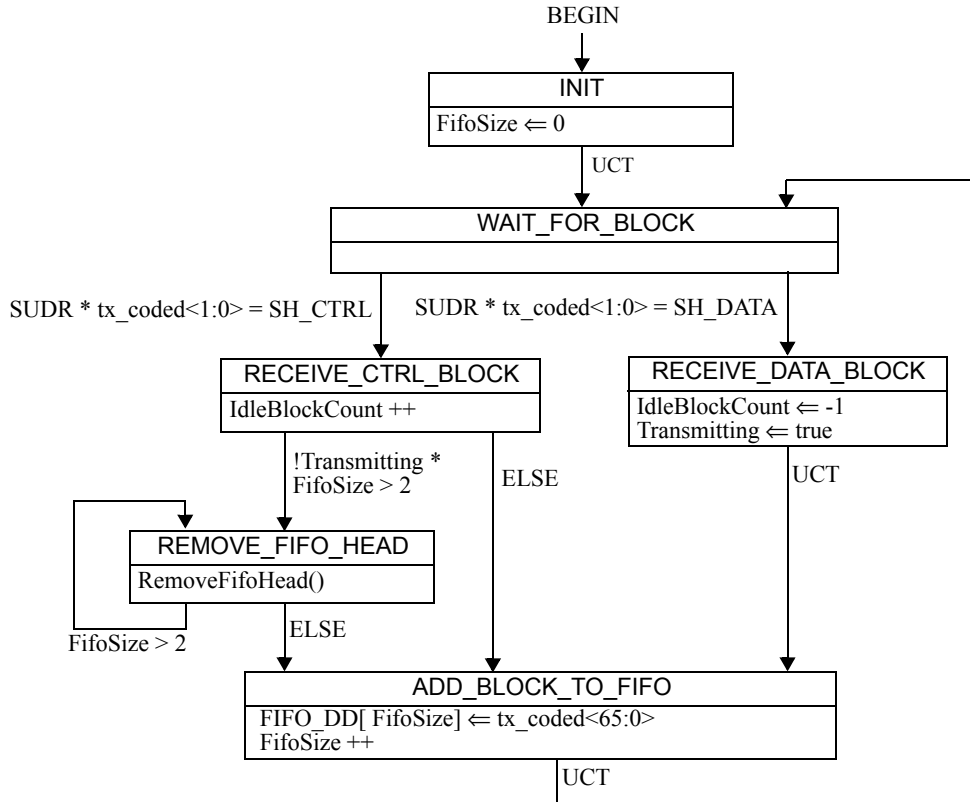 BEGIN
INIT
FifoSize ⇐ 0
UCT
WAIT_FOR_BLOCK
SUDR * tx_coded<1:0> = SH_CTRL
SUDR * tx_coded<1:0> = SH_DATA
RECEIVE_CTRL_BLOCK
IdleBlockCount ++
RECEIVE_DATA_BLOCK
IdleBlockCount ⇐ -1
Transmitting ⇐ true
!Transmitting *
FifoSize > 2
ELSE
UCT
REMOVE_FIFO_HEAD
RemoveFifoHead()
FifoSize > 2
ELSE
ADD_BLOCK_TO_FIFO
FIFO_DD[ FifoSize] ⇐ tx_coded<65:0>
FifoSize ++
UCT